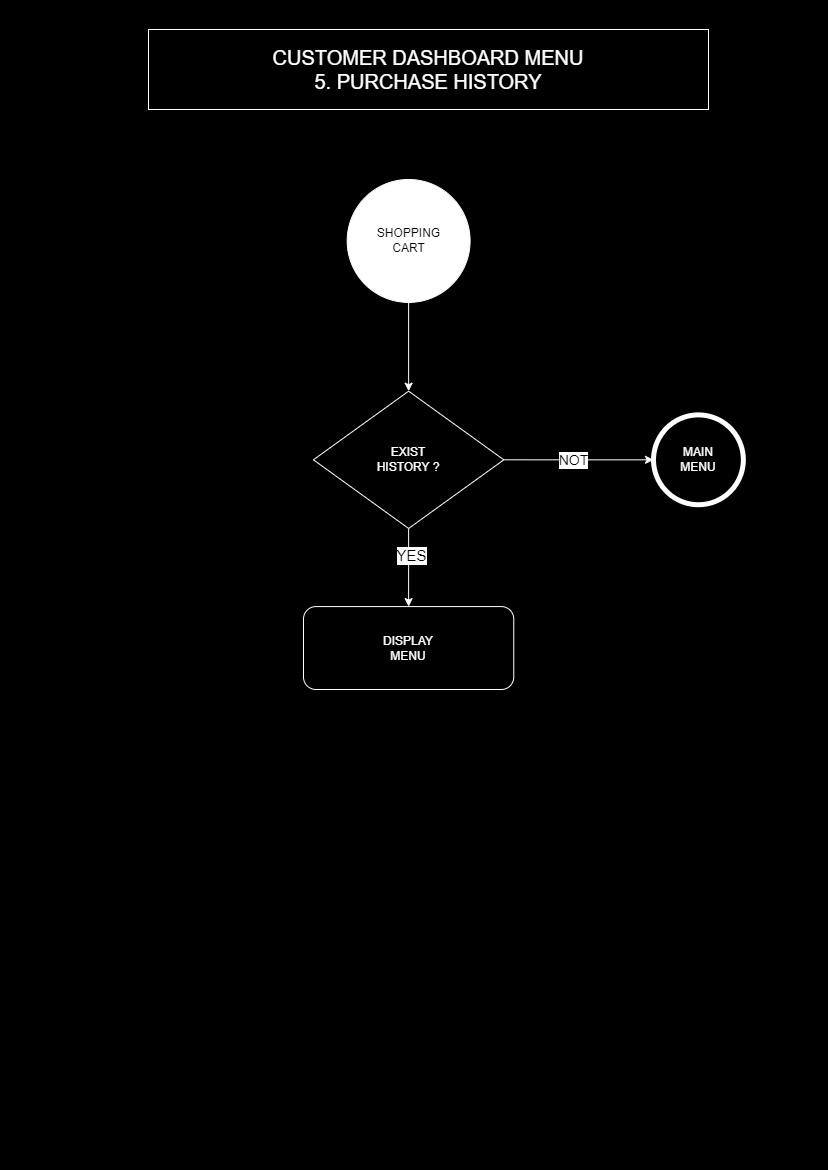 CUSTOMER DASHBOARD MENU
5. PURCHASE HISTORY
SHOPPING
CART
EXIST
HISTORY ?
NOT
MAIN
MENU
YES
DISPLAY
MENU